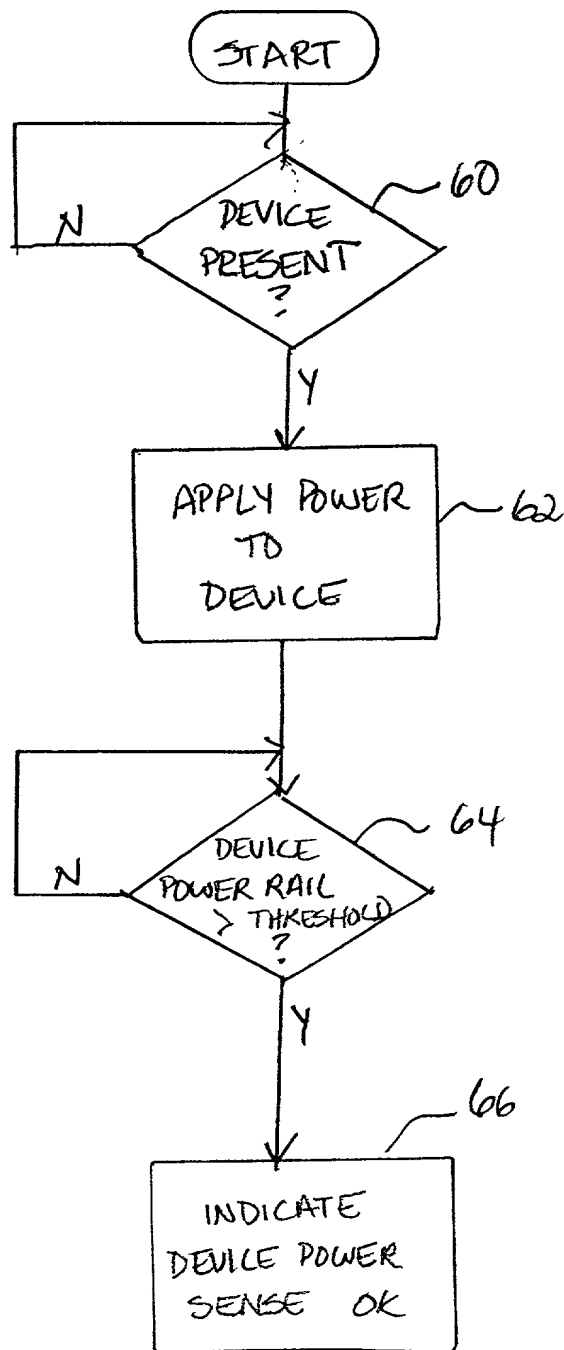 START
60
DEVICE
PRESENT
?
N
Y
APPLY POWER
TO
DEVICE
62
64
DEVICE
POWER RAIL
> THRESHOLD
?
N
Y
66
INDICATE
DEVICE POWER
SENSE OK